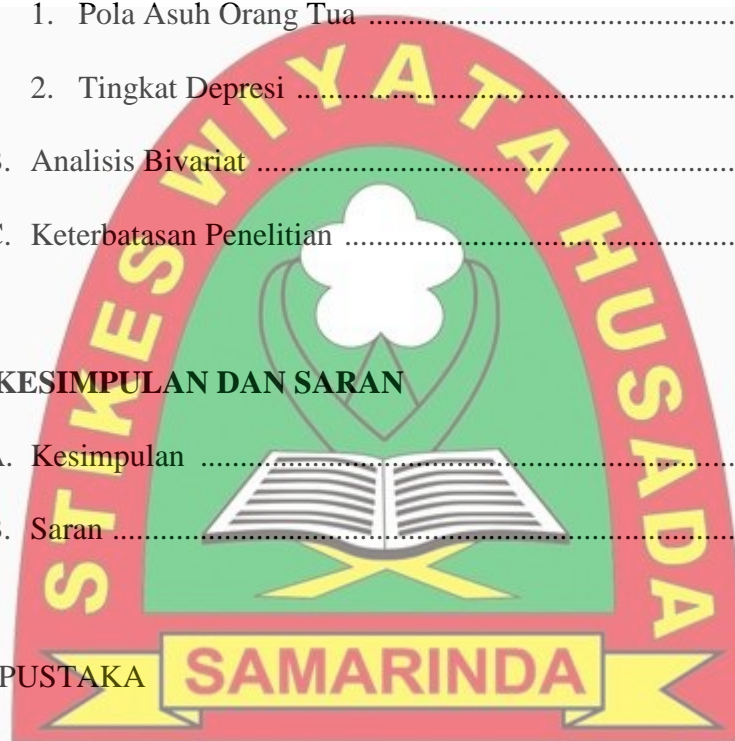 1. Pola Asuh Orang Tua ........................................................
2. Tingkat Depresi ........................................................
B. Analisis Bivariat ........................................................
C. Keterbatasan Penelitian ........................................................
KESIMPULAN DAN SARAN
A. Kesimpulan ........................................................
B. Saran ........................................................
PUSTAKA
STIKES WIYATA HUSADA
SAMARINDA